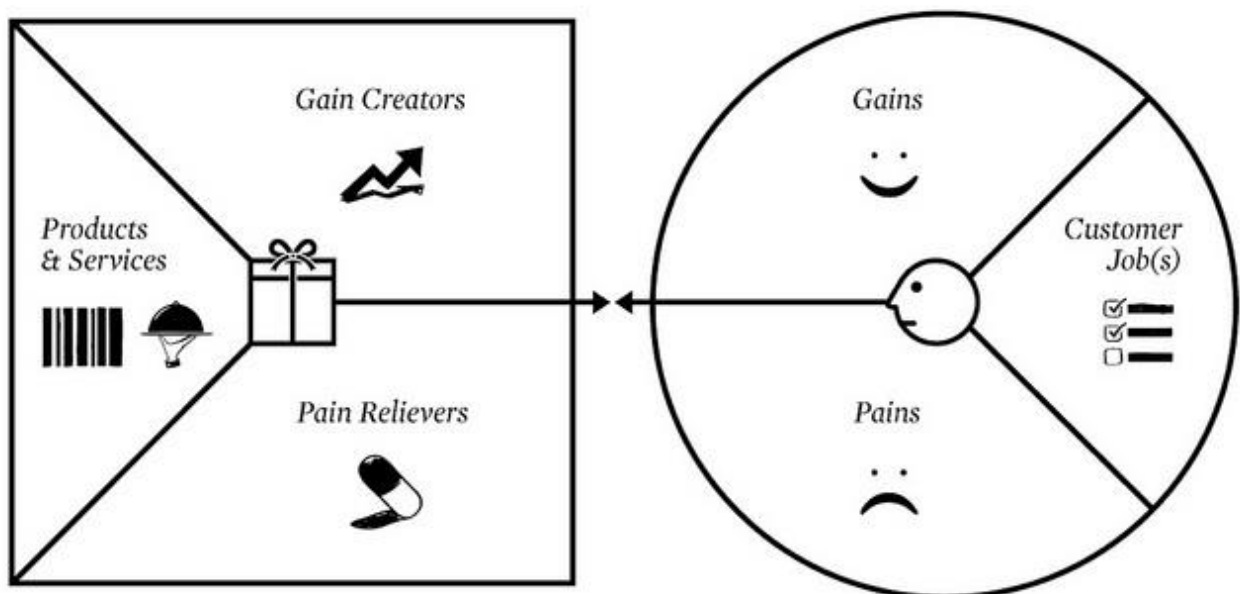 Gain Creators
Gains
Products
& Services
Customer
Job(s)
Pain Relievers
Pains